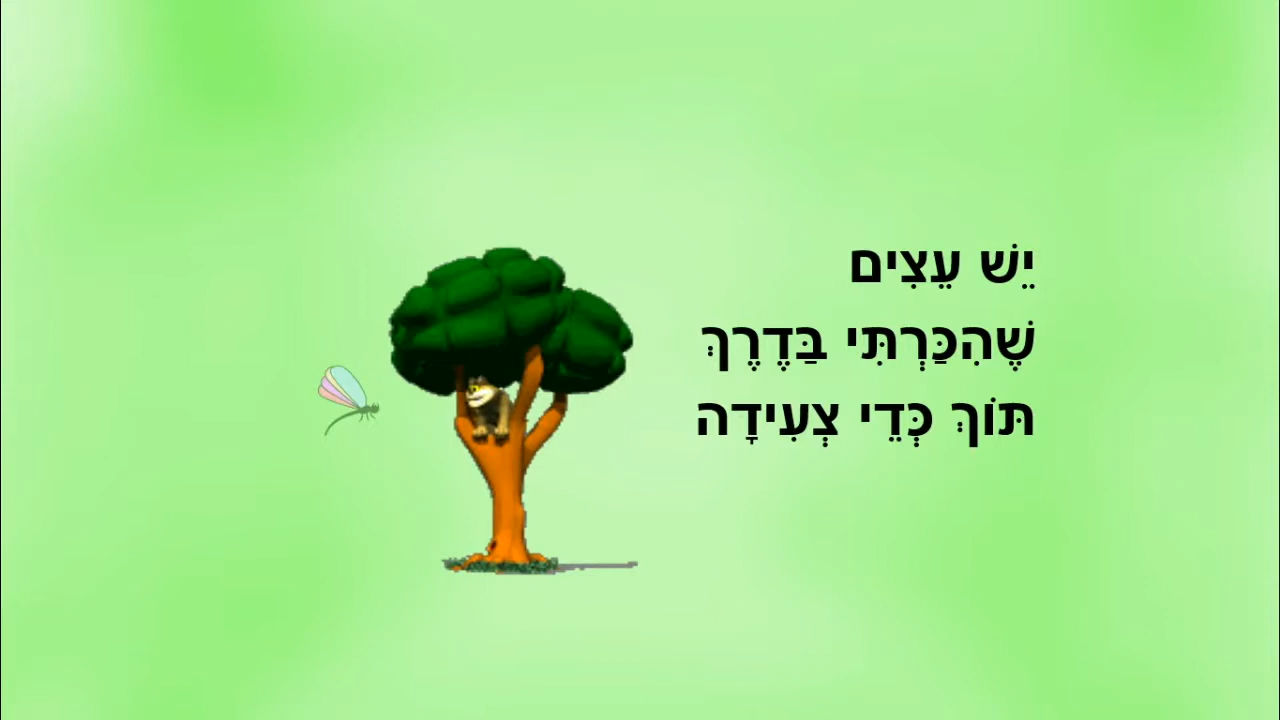 יֵשׁ עֵצִים
שֶׁהִכַּרְתִּי בַּדֶרֶךְ
תּוֹךְ כְּדֵי צְעִידָה